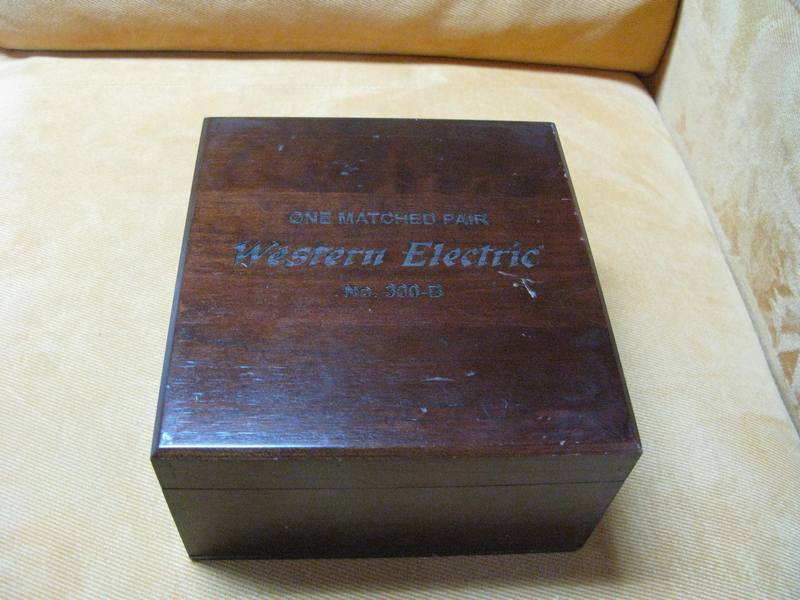 ONE MATCHED PAIR
Western Electric
No. 300-B